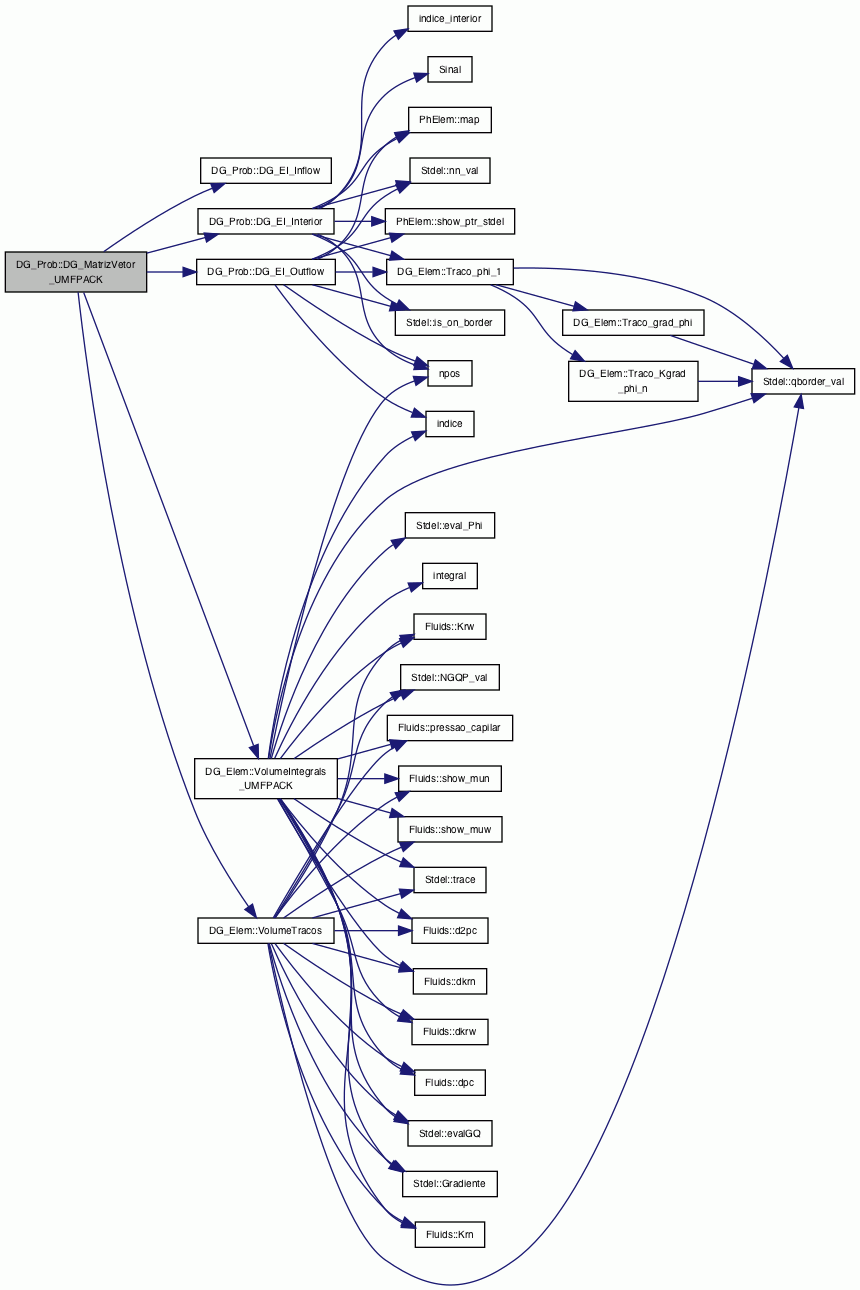 indice_interior
Sinal
PhElem::map
DG_Prob::DG_EI_Inflow
Stdel::nn_val
DG_Prob::DG_EI_Interior
PhElem::show_ptr_stdel
DG_Prob::DG_MatrizVetor
_UMFPACK
DG_Prob::DG_EI_Outflow
DG_Elem::Traco_phi_1
Stdel::is_on_border
DG_Elem::Traco_grad_phi
npos
DG_Elem::Traco_Kgrad
_phi_n
Stdel::qborder_val
indice
Stdel::eval_Phi
integral
Fluids::Krw
Stdel::NGQP_val
Fluids::pressao_capilar
DG_Elem::VolumeIntegrals
_UMFPACK
Fluids::show_mun
Fluids::show_muw
Stdel::trace
DG_Elem::VolumeTracos
Fluids::d2pc
Fluids::dkrn
Fluids::dkrw
Fluids::dpc
Stdel::evalGQ
Stdel::Gradiente
Fluids::Krn